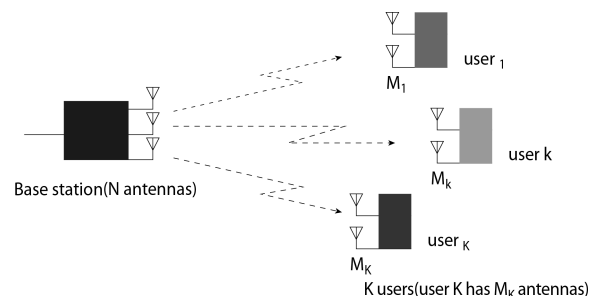 user 1
M1
user k
Mk
Base station(N antennas)
user K
MK
K users(user K has MK antennas)